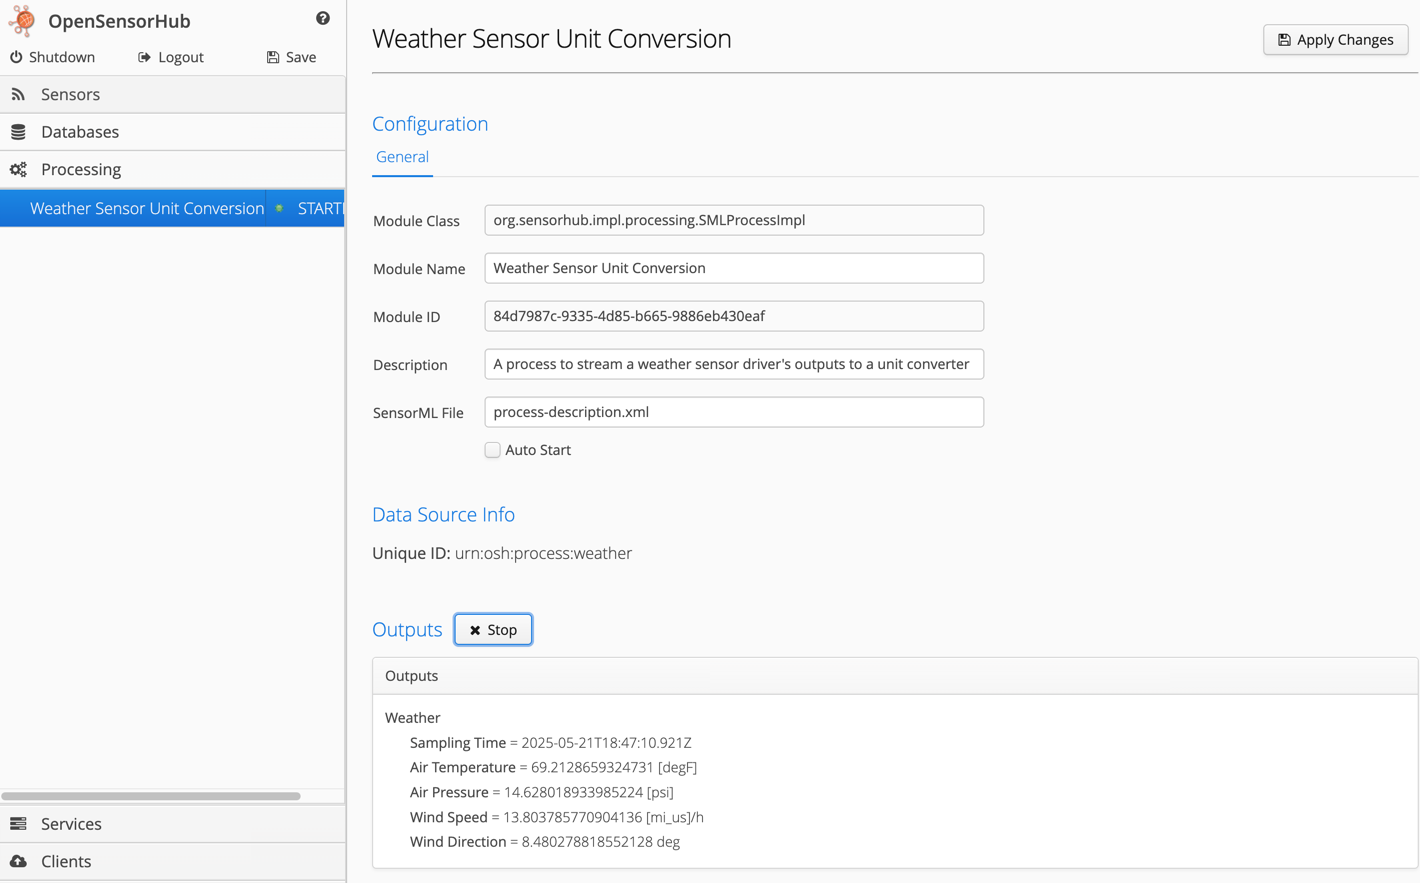 OpenSensorHub
Shutdown Logout Save
Sensors
Databases
Processing
Weather Sensor Unit Conversion
Services
Clients
Weather Sensor Unit Conversion
Apply Changes
Configuration
General
Module Class org.sensorhub.impl.processing.SMLProcessImpl
Module Name Weather Sensor Unit Conversion
Module ID 84d7987c-9335-4d85-b665-9886eb430eaf
Description A process to stream a weather sensor driver's outputs to a unit converter
SensorML File process-description.xml
Auto Start
Data Source Info
Unique ID: urn:osh:process:weather
Outputs Stop
Outputs
Weather
Sampling Time = 2025-05-21T18:47:10.921Z
Air Temperature = 69.2128659324731 [degF]
Air Pressure = 14.628018933985224 [psi]
Wind Speed = 13.803785770904136 [mi_us]/h
Wind Direction = 8.480278818552128 deg